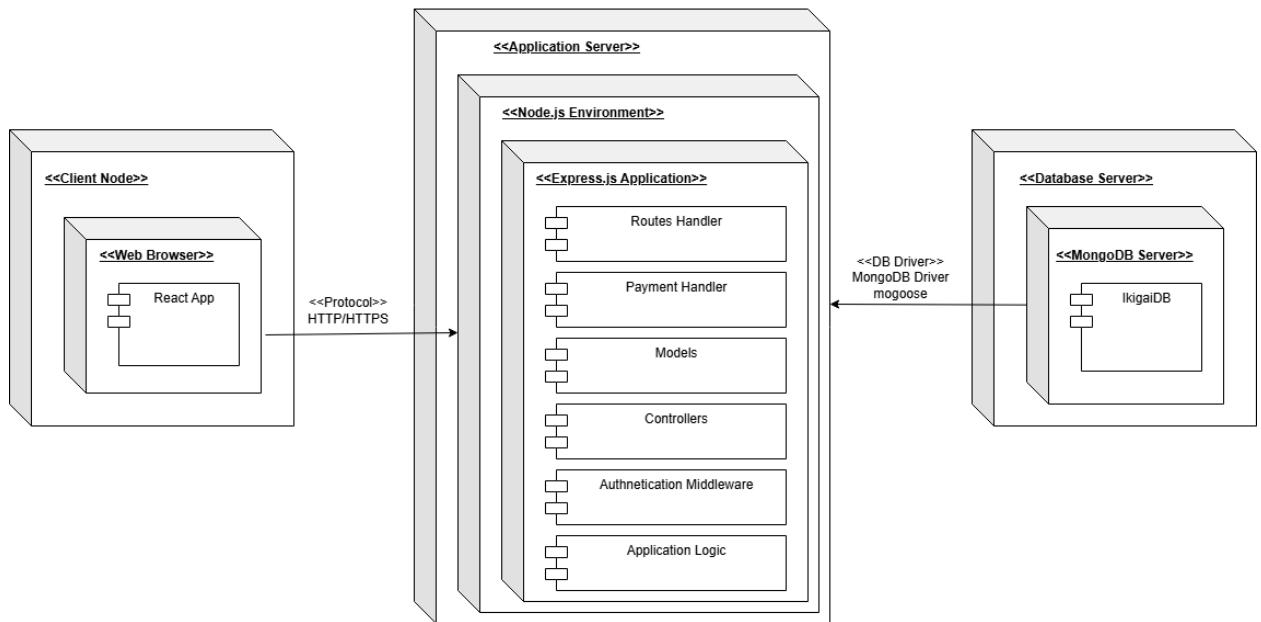 <<Application Server>>
<<Node.js Environment>>
<<Client Node>>
<<Express.js Application>>
<<Database Server>>
Routes Handler
<<Web Browser>>
<<MongoDB Server>>
<<DB Driver>>
MongoDB Driver
mogoose
React App
Payment Handler
IkigaiDB
<<Protocol>>
HTTP/HTTPS
Models
Controllers
Authnetication Middleware
Application Logic